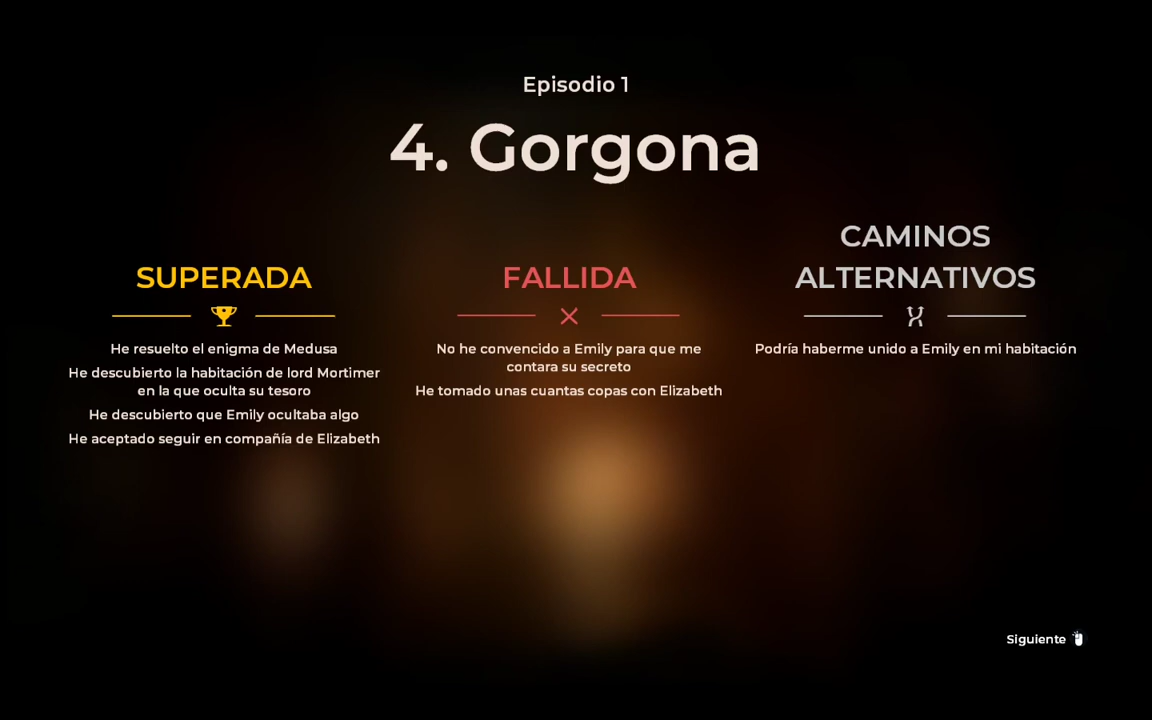 Episodio 1
4. Gorgona
SUPERADA
He resuelto el enigma de Medusa
He descubierto la habitación de lord Mortimer
en la que oculta su tesoro
He descubierto que Emily ocultaba algo
He aceptado seguir en compañía de Elizabeth
FALLIDA
No he convencido a Emily para que me
contara su secreto
He tomado unas cuantas copas con Elizabeth
CAMINOS
ALTERNATIVOS
Podría haberme unido a Emily en mi habitación
Siguiente